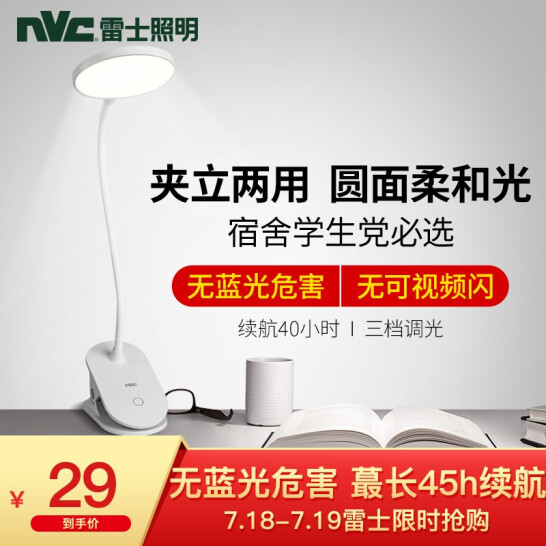 nVc®雷士照明
夹立两用 圆面柔和光
宿舍学生党必选
无蓝光危害 无可视频闪
续航40小时 | 三档调光
¥29
到手价
无蓝光危害 蕞长45h续航
7.18-7.19雷士限时抢购